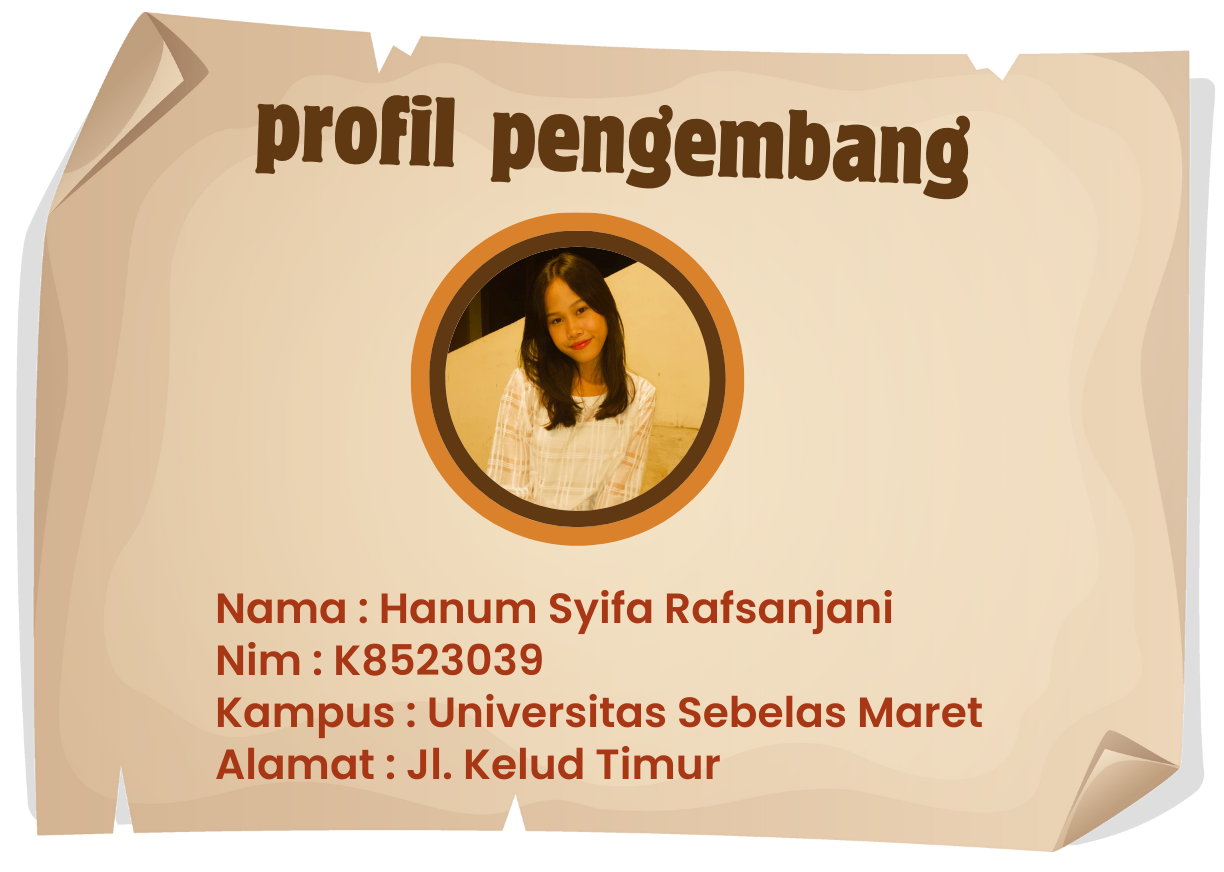 profil pengembang
Nama : Hanum Syifa Rafsanjani
Nim : K8523039
Kampus : Universitas Sebelas Maret
Alamat : Jl. Kelud Timur